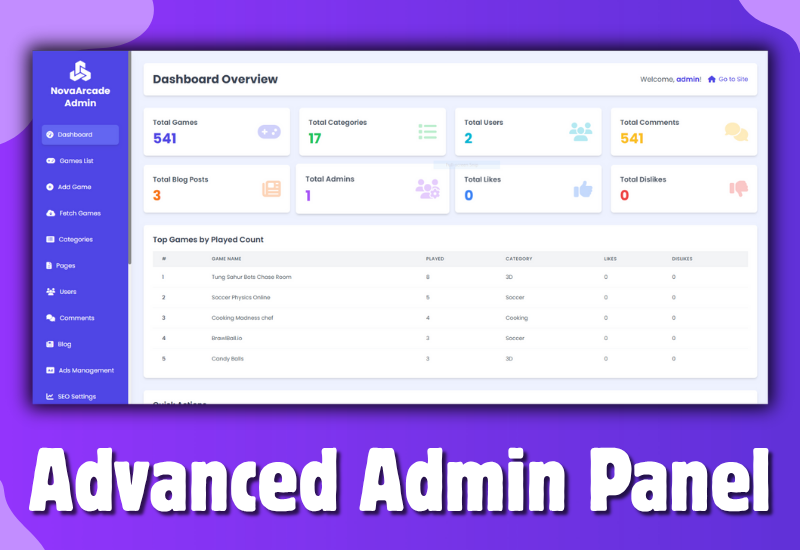 NovaArcade
Admin
Dashboard
Games List
Add Game
Fetch Games
Categories
Pages
Users
Comments
Blog
Ads Management
SEO Settings
Dashboard Overview
Welcome, admin! Go to Site
Total Games
541
Total Categories
17
Total Users
2
Total Comments
541
Total Blog Posts
3
Total Admins
1
Total Likes
0
Total Dislikes
0
Top Games by Played Count
# GAME NAME PLAYED CATEGORY LIKES DISLIKES
1 Tung Sahur Bots Chase Room 8 3D 0 0
2 Soccer Physics Online 5 Soccer 0 0
3 Cooking Madness chef 4 Cooking 0 0
4 BrawlBall.io 3 Soccer 0 0
5 Candy Balls 3 3D 0 0
Quick Actions
Advanced Admin Panel